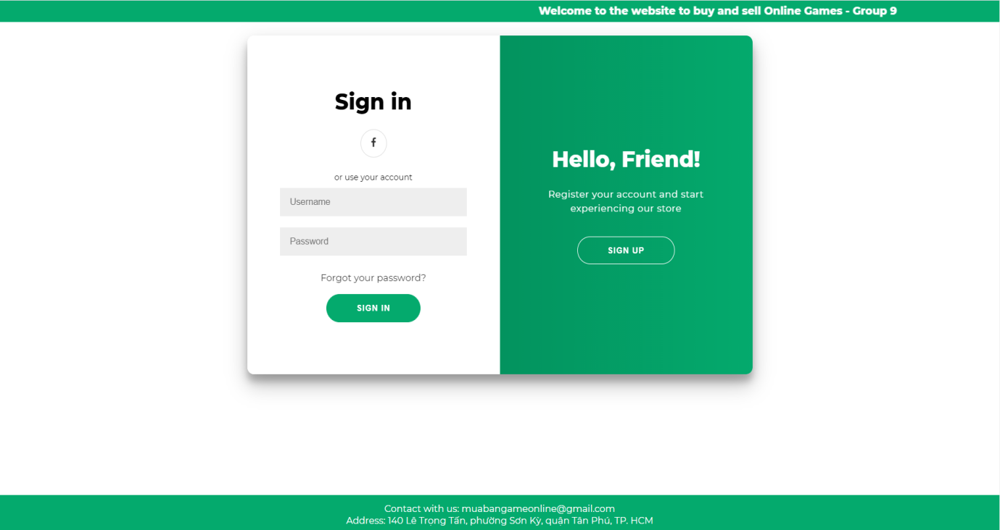 Welcome to the website to buy and sell Online Games - Group 9
Sign in
f
or use your account
Username
Password
Forgot your password?
SIGN IN
Hello, Friend!
Register your account and start
experiencing our store
SIGN UP
Contact with us: muabangameonline@gmail.com
Address: 140 Lê Trọng Tấn, phường Sơn Kỳ, quận Tân Phú, TP. HCM